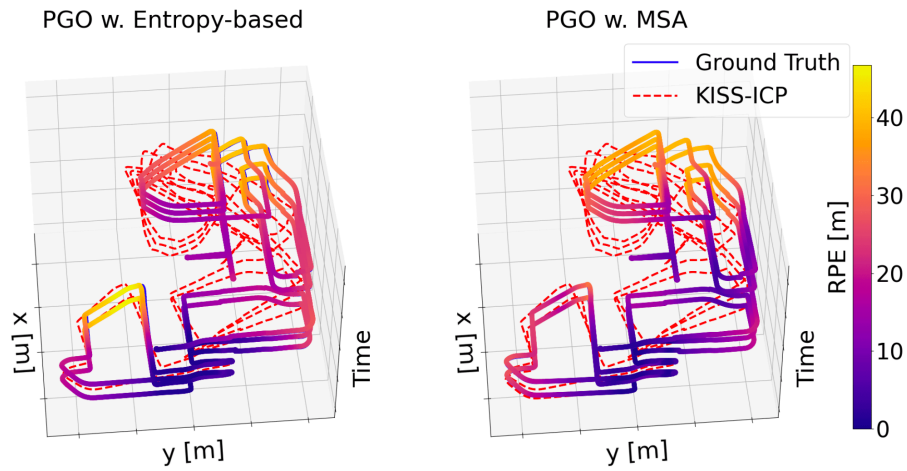 PGO w. Entropy-based
PGO w. MSA
Ground Truth
KISS-ICP
x [m]
Time
y [m]
x [m]
Time
y [m]
40
30
20
10
0
RPE [m]